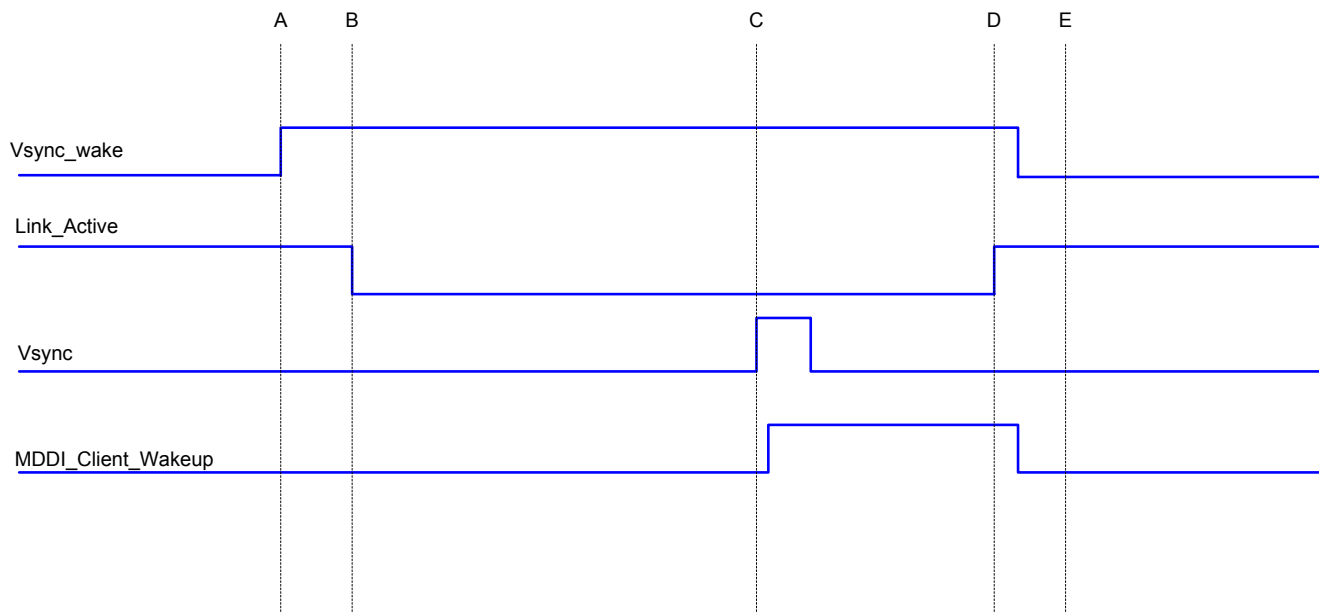 A B C D E
Vsync_wake
Link_Active
Vsync
MDDI_Client_Wakeup